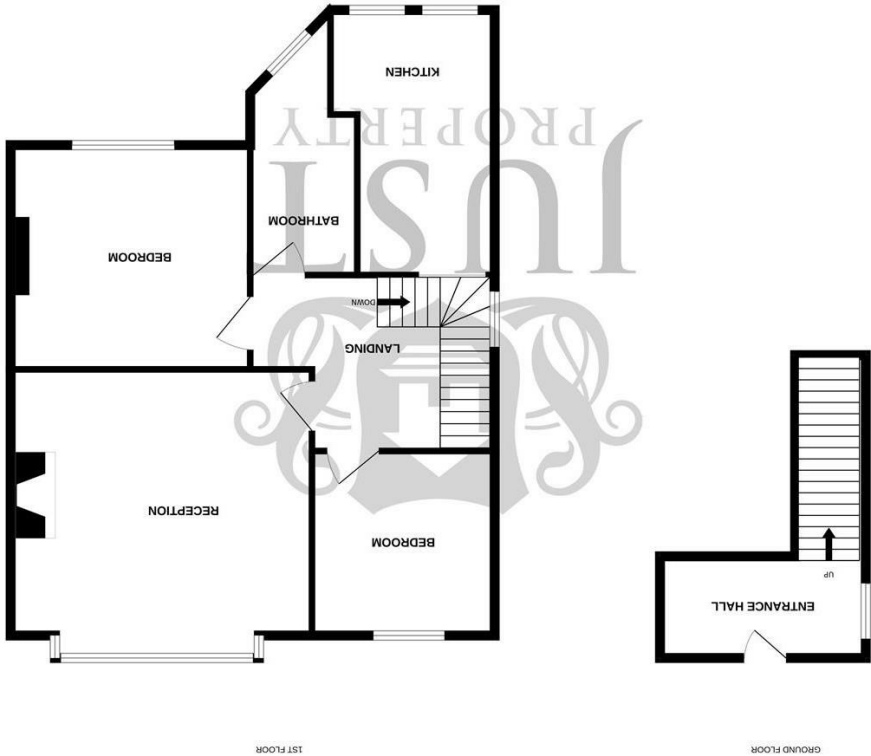 GROUND FLOOR
1ST FLOOR
ENTRANCE HALL
UP
BEDROOM
RECEPTION
LANDING
DOWN
BEDROOM
BATHROOM
KITCHEN
JUST
PROPERTY